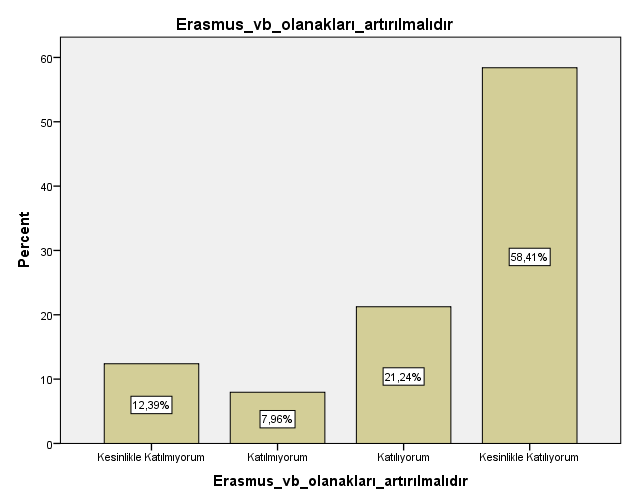 Erasmus_vb_olanakları_artırılmalıdır
Percent
60
50
40
30
20
10
0
12,39%
7,96%
21,24%
58,41%
Kesinlikle Katılmıyorum
Katılmıyorum
Katılıyorum
Kesinlikle Katılıyorum
Erasmus_vb_olanakları_artırılmalıdır